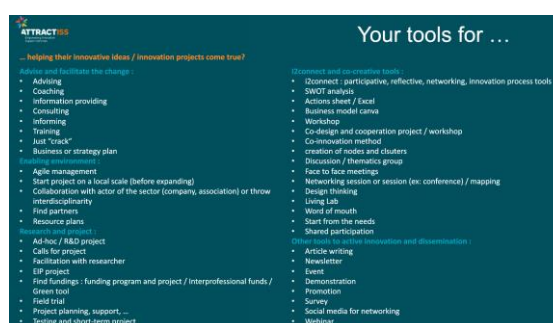 ATTRACTISS
Your tools for …
… helping their innovative ideas / innovation projects come true?
Advise and facilitate the change :
• Advising
• Coaching
• Information providing
• Consulting
• Informing
• Training
• Just "crack"
• Business or strategy plan
Enabling environment :
• Agile management
• Start project on a local scale (before expanding)
• Collaboration with actor of the sector (company, association) or throw
interdisciplinarity
• Find partners
• Resource plans
Research and project :
• Ad-hoc / R&D project
• Calls for project
• Facilitation with researcher
• EIP project
• Find fundings : funding program and project / Interprofessional funds /
Green tool
• Field trial
• Project planning, support, …
• Testing and short-term project
i2connect and co-creative tools :
• i2connect : participative, reflective, networking, innovation process tools
• SWOT analysis
• Actions sheet / Excel
• Business model canva
• Workshop
• Co-design and cooperation project / workshop
• Co-innovation method
• creation of nodes and clsuters
• Discussion / thematics group
• Face to face meetings
• Networking session or session (ex: conference) / mapping
• Design thinking
• Living Lab
• Word of mouth
• Start from the needs
• Shared participation
Other tools to active innovation and dissemination :
• Article writing
• Newsletter
• Event
• Demonstration
• Promotion
• Survey
• Social media for networking
• Webinar